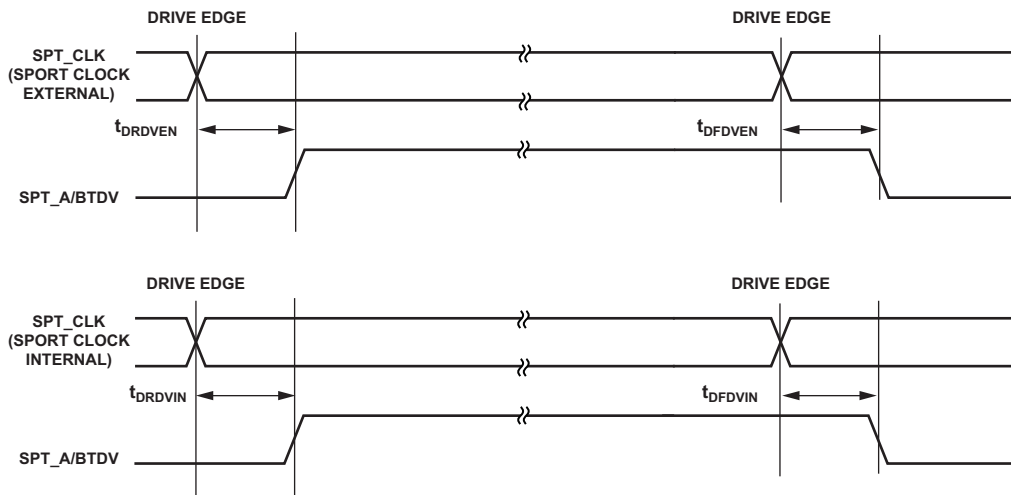 DRIVE EDGE
DRIVE EDGE
SPT_CLK
(SPORT CLOCK
EXTERNAL)
tDRDVEN
tDFDVEN
SPT_A/BTDV
DRIVE EDGE
DRIVE EDGE
SPT_CLK
(SPORT CLOCK
INTERNAL)
tDRDVIN
tDFDVIN
SPT_A/BTDV